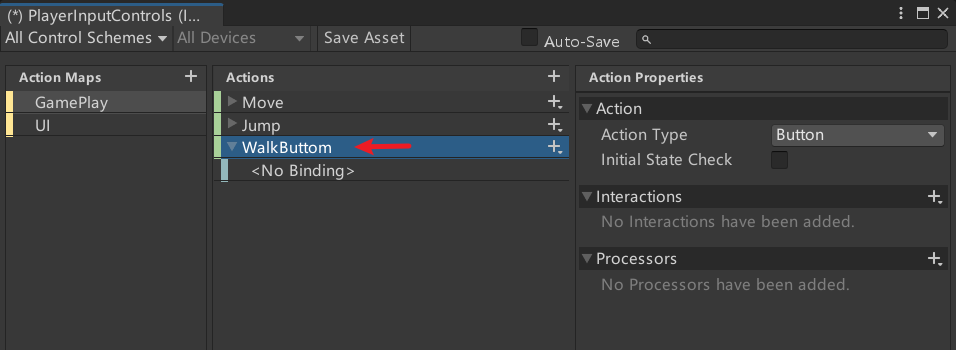 (*) PlayerInputControls (I...
All Control Schemes All Devices Save Asset Auto-Save
Action Maps
GamePlay
UI
Actions
Move
Jump
WalkButtom
<No Binding>
Action Properties
Action
Action Type Button
Initial State Check
Interactions
No Interactions have been added.
Processors
No Processors have been added.